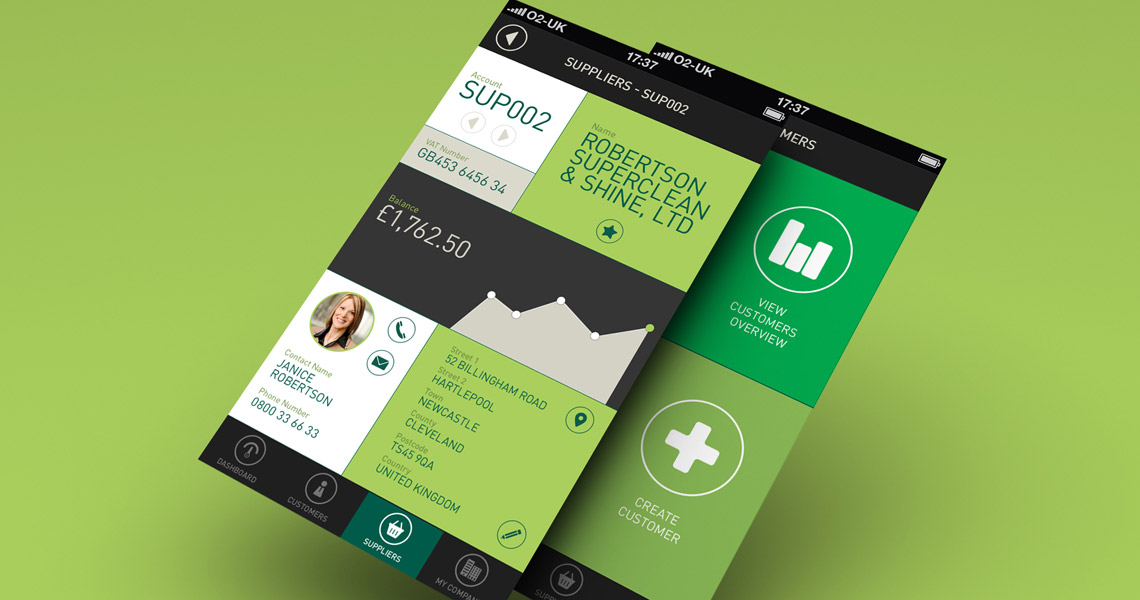 O2-UK
17:37
SUPPLIERS - SUP002
Account
SUP002
VAT Number
GB453 6456 34
Name
ROBERTSON
SUPERCLEAN
& SHINE, LTD
Balance
£1,762.50
Contact Name
JANICE
ROBERTSON
Phone Number
0800 33 66 33
Street 1
52 BILLINGHAM ROAD
Street 2
HARTLEPOOL
Town
NEWCASTLE
County
CLEVELAND
Postcode
TS45 9QA
Country
UNITED KINGDOM
DASHBOARD
CUSTOMERS
SUPPLIERS
MY COMPAN
O2-UK
17:37
MERS
VIEW
CUSTOMERS
OVERVIEW
CREATE
CUSTOMER